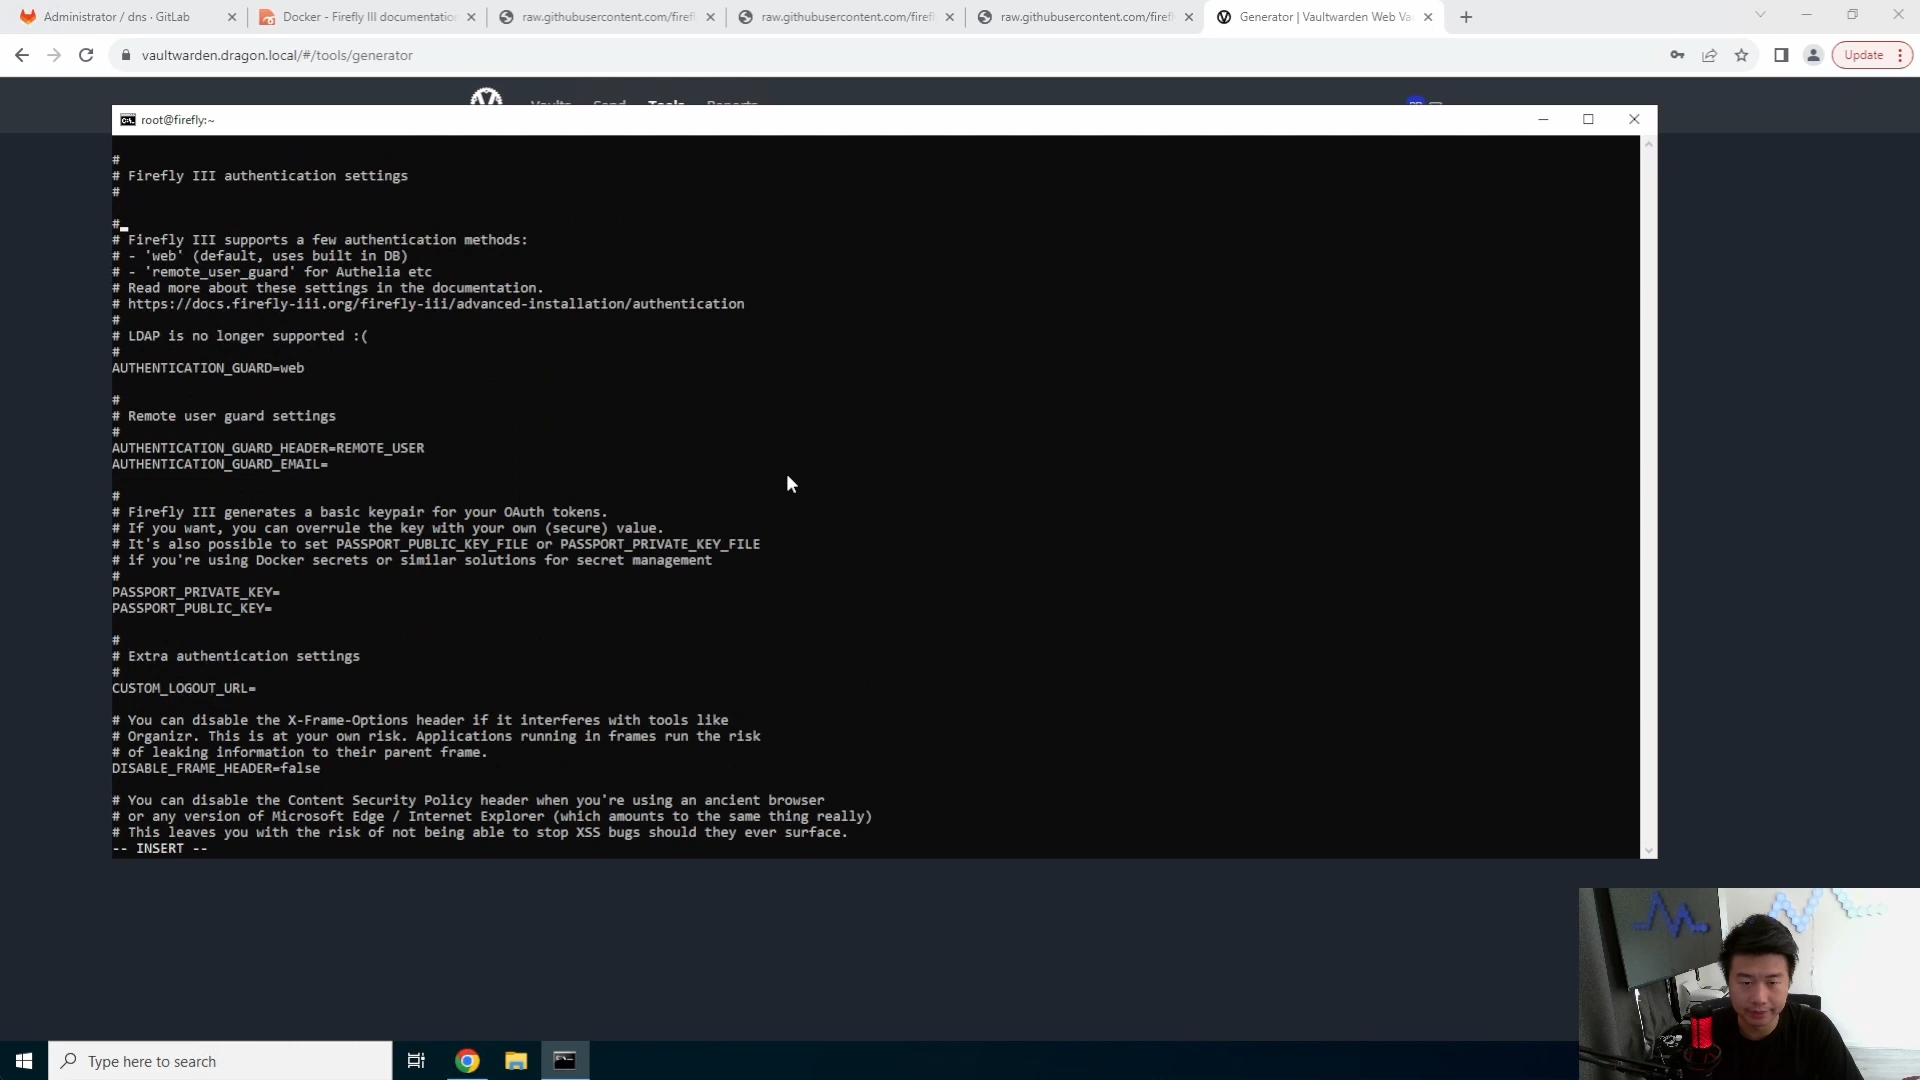 Administrator / dns · GitLab
Docker - Firefly III documentation
raw.githubusercontent.com/firefl
raw.githubusercontent.com/firefl
raw.githubusercontent.com/firefl
Generator | Vaultwarden Web Va
vaultwarden.dragon.local/#/tools/generator
Update
Vaults Send Tools Reports
root@firefly:~
#
# Firefly III authentication settings
#
#
# Firefly III supports a few authentication methods:
# - 'web' (default, uses built in DB)
# - 'remote_user_guard' for Authelia etc
# Read more about these settings in the documentation.
# https://docs.firefly-iii.org/firefly-iii/advanced-installation/authentication
#
# LDAP is no longer supported :(
#
AUTHENTICATION_GUARD=web
#
# Remote user guard settings
#
AUTHENTICATION_GUARD_HEADER=REMOTE_USER
AUTHENTICATION_GUARD_EMAIL=
#
# Firefly III generates a basic keypair for your OAuth tokens.
# If you want, you can overrule the key with your own (secure) value.
# It's also possible to set PASSPORT_PUBLIC_KEY_FILE or PASSPORT_PRIVATE_KEY_FILE
# if you're using Docker secrets or similar solutions for secret management
#
PASSPORT_PRIVATE_KEY=
PASSPORT_PUBLIC_KEY=
#
# Extra authentication settings
#
CUSTOM_LOGOUT_URL=
# You can disable the X-Frame-Options header if it interferes with tools like
# Organizr. This is at your own risk. Applications running in frames run the risk
# of leaking information to their parent frame.
DISABLE_FRAME_HEADER=false
# You can disable the Content Security Policy header when you're using an ancient browser
# or any version of Microsoft Edge / Internet Explorer (which amounts to the same thing really)
# This leaves you with the risk of not being able to stop XSS bugs should they ever surface.
-- INSERT --
Type here to search